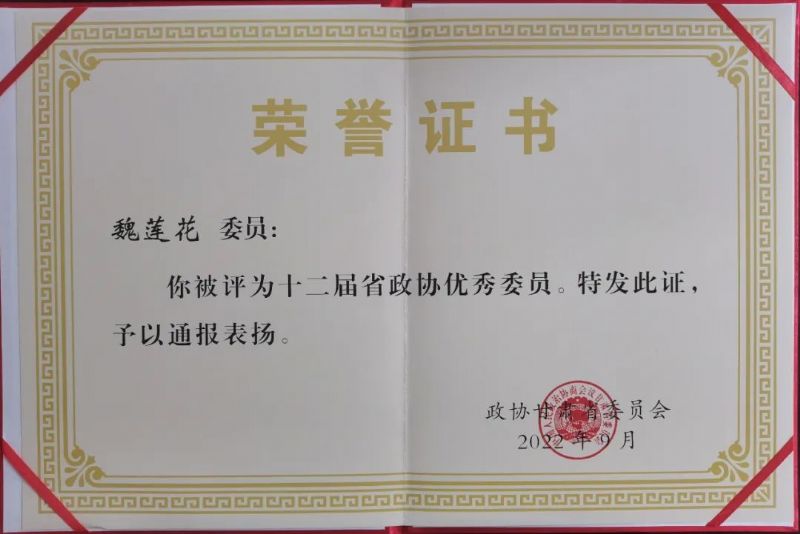 荣誉证书
魏莲花 委员:
你被评为十二届省政协优秀委员。特发此证,
予以通报表扬。
政协甘肃省委员会
2022年9月